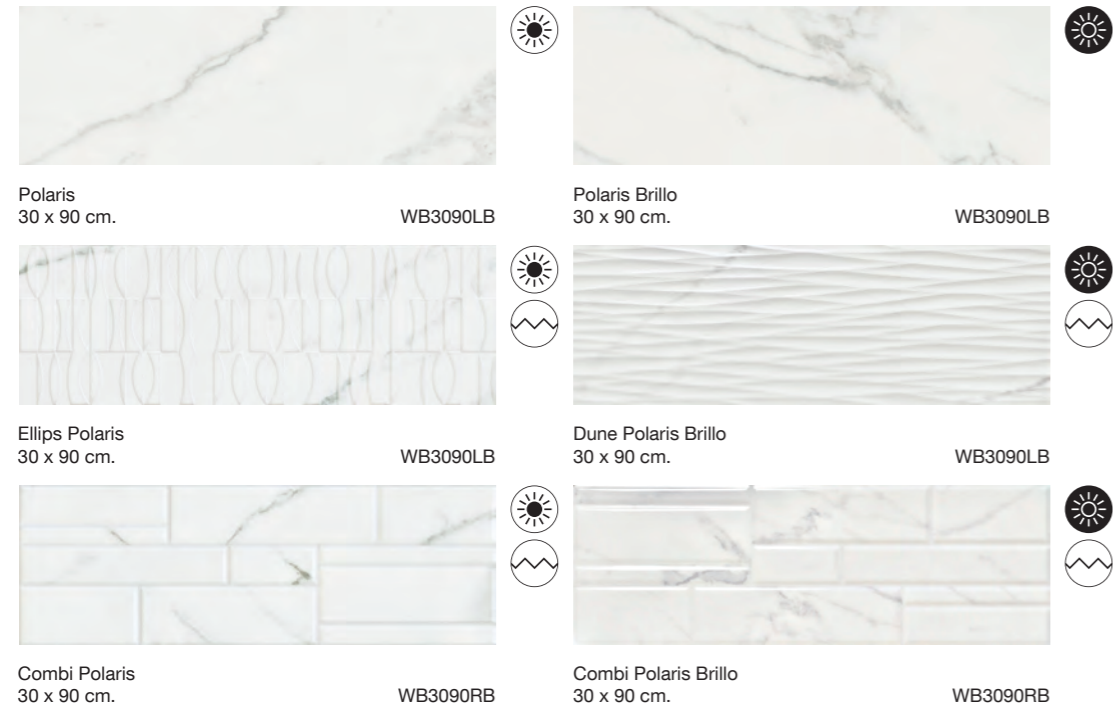 Polaris
30 x 90 cm. WB3090LB
Polaris Brillo
30 x 90 cm. WB3090LB
Ellips Polaris
30 x 90 cm. WB3090LB
Dune Polaris Brillo
30 x 90 cm. WB3090LB
Combi Polaris
30 x 90 cm. WB3090RB
Combi Polaris Brillo
30 x 90 cm. WB3090RB